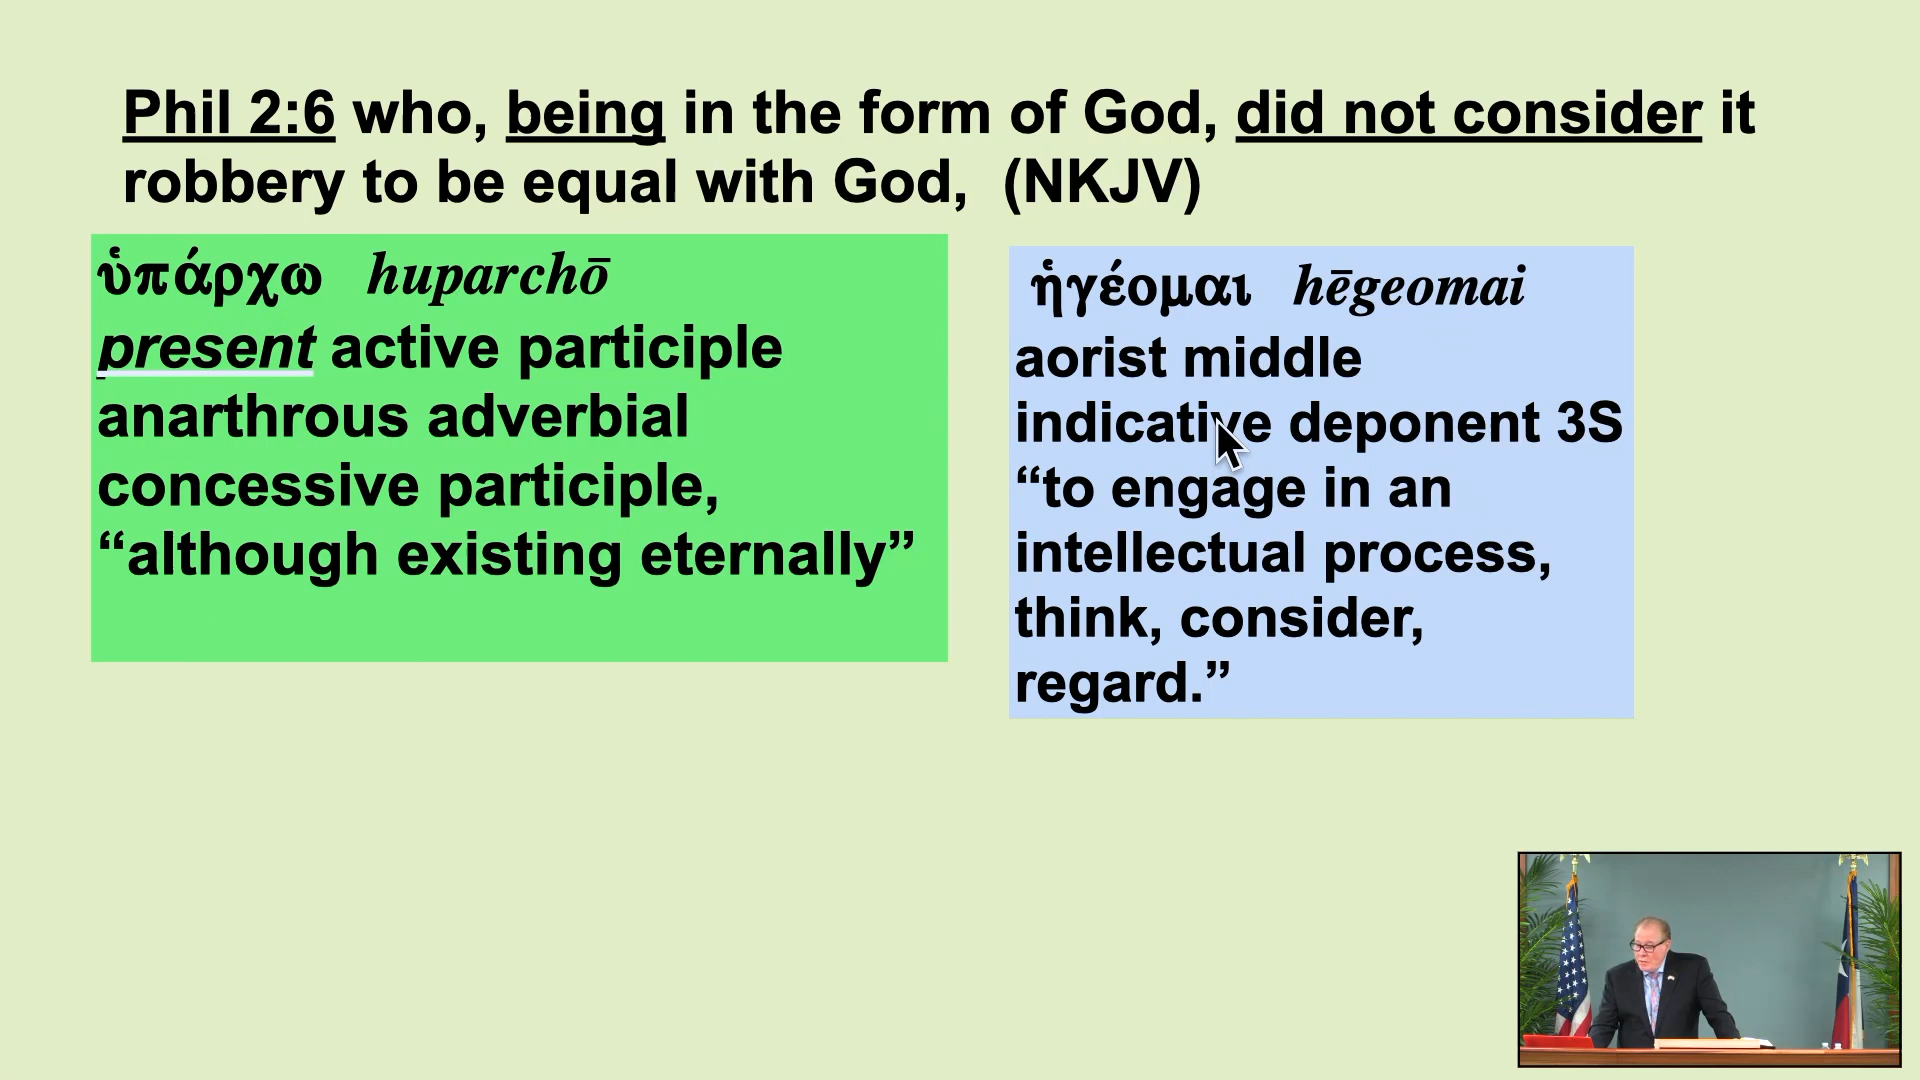 Phil 2:6 who, being in the form of God, did not consider it
robbery to be equal with God,  (NKJV)
ὑπάρχω huparchō
present active participle
anarthrous adverbial
concessive participle,
“although existing eternally”
ἡγέομαι hēgeomai
aorist middle
indicative deponent 3S
“to engage in an
intellectual process,
think, consider,
regard.”